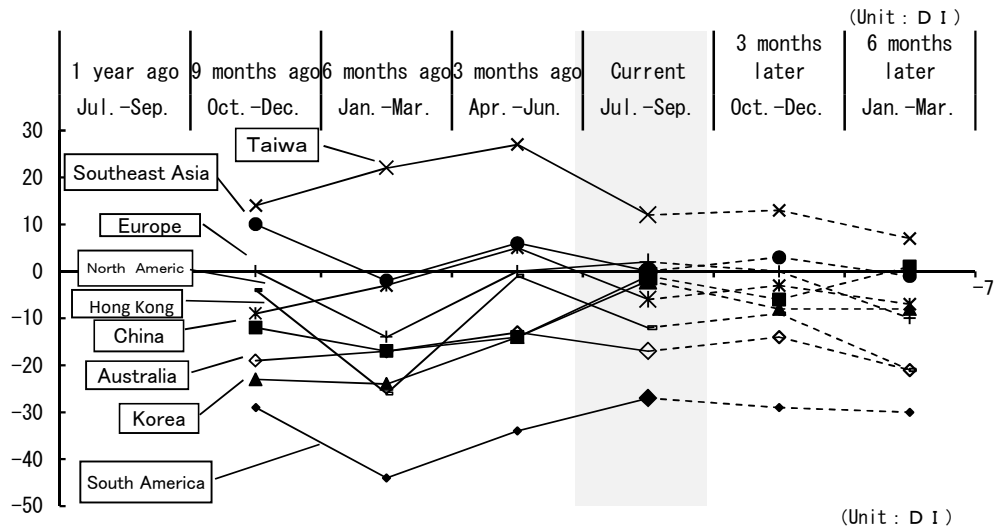 (Unit : D I)
1 year ago 9 months ago 6 months ago 3 months ago Current 3 months later 6 months later
Jul.-Sep. Oct.-Dec. Jan.-Mar. Apr.-Jun. Jul.-Sep. Oct.-Dec. Jan.-Mar.
30
Taiwa
20
Southeast Asia
10
Europe
0
North Americ
-7
Hong Kong
-10
China
-20
Australia
-30
Korea
-40
South America
-50
(Unit : D I)